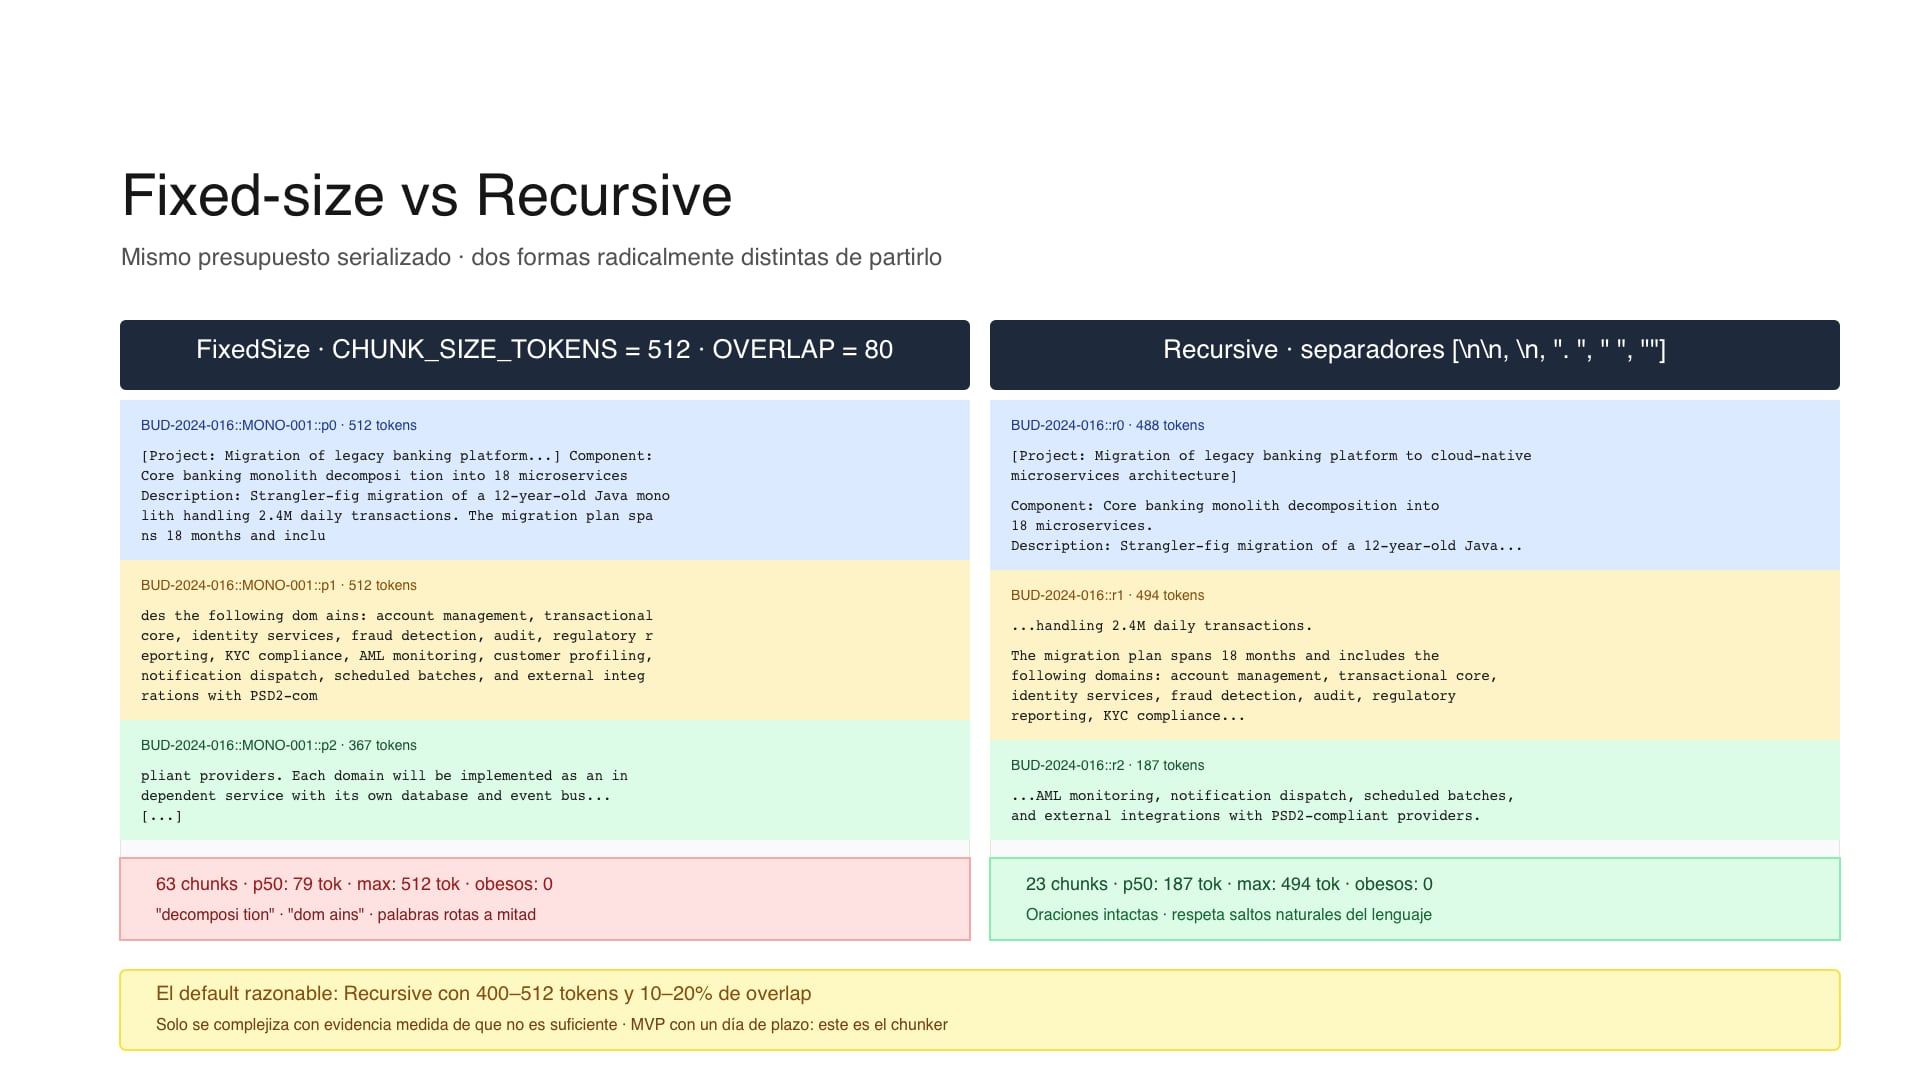 Fixed-size vs Recursive
Mismo presupuesto serializado · dos formas radicalmente distintas de partirlo
FixedSize · CHUNK_SIZE_TOKENS = 512 · OVERLAP = 80
BUD-2024-016::MONO-001::p0 · 512 tokens
[Project: Migration of legacy banking platform...] Component:
Core banking monolith decomposi tion into 18 microservices
Description: Strangler-fig migration of a 12-year-old Java mono
lith handling 2.4M daily transactions. The migration plan spa
ns 18 months and inclu
BUD-2024-016::MONO-001::p1 · 512 tokens
des the following dom ains: account management, transactional
core, identity services, fraud detection, audit, regulatory r
eporting, KYC compliance, AML monitoring, customer profiling,
notification dispatch, scheduled batches, and external integ
rations with PSD2-com
BUD-2024-016::MONO-001::p2 · 367 tokens
pliant providers. Each domain will be implemented as an in
dependent service with its own database and event bus...
[...]
63 chunks · p50: 79 tok · max: 512 tok · obesos: 0
"decomposi tion" · "dom ains" · palabras rotas a mitad
Recursive · separadores [\n\n, \n, ". ", " ", ""]
BUD-2024-016::r0 · 488 tokens
[Project: Migration of legacy banking platform to cloud-native
microservices architecture]
Component: Core banking monolith decomposition into
18 microservices.
Description: Strangler-fig migration of a 12-year-old Java...
BUD-2024-016::r1 · 494 tokens
...handling 2.4M daily transactions.
The migration plan spans 18 months and includes the
following domains: account management, transactional core,
identity services, fraud detection, audit, regulatory
reporting, KYC compliance...
BUD-2024-016::r2 · 187 tokens
...AML monitoring, notification dispatch, scheduled batches,
and external integrations with PSD2-compliant providers.
23 chunks · p50: 187 tok · max: 494 tok · obesos: 0
Oraciones intactas · respeta saltos naturales del lenguaje
El default razonable: Recursive con 400–512 tokens y 10–20% de overlap
Solo se complejiza con evidencia medida de que no es suficiente · MVP con un día de plazo: este es el chunker